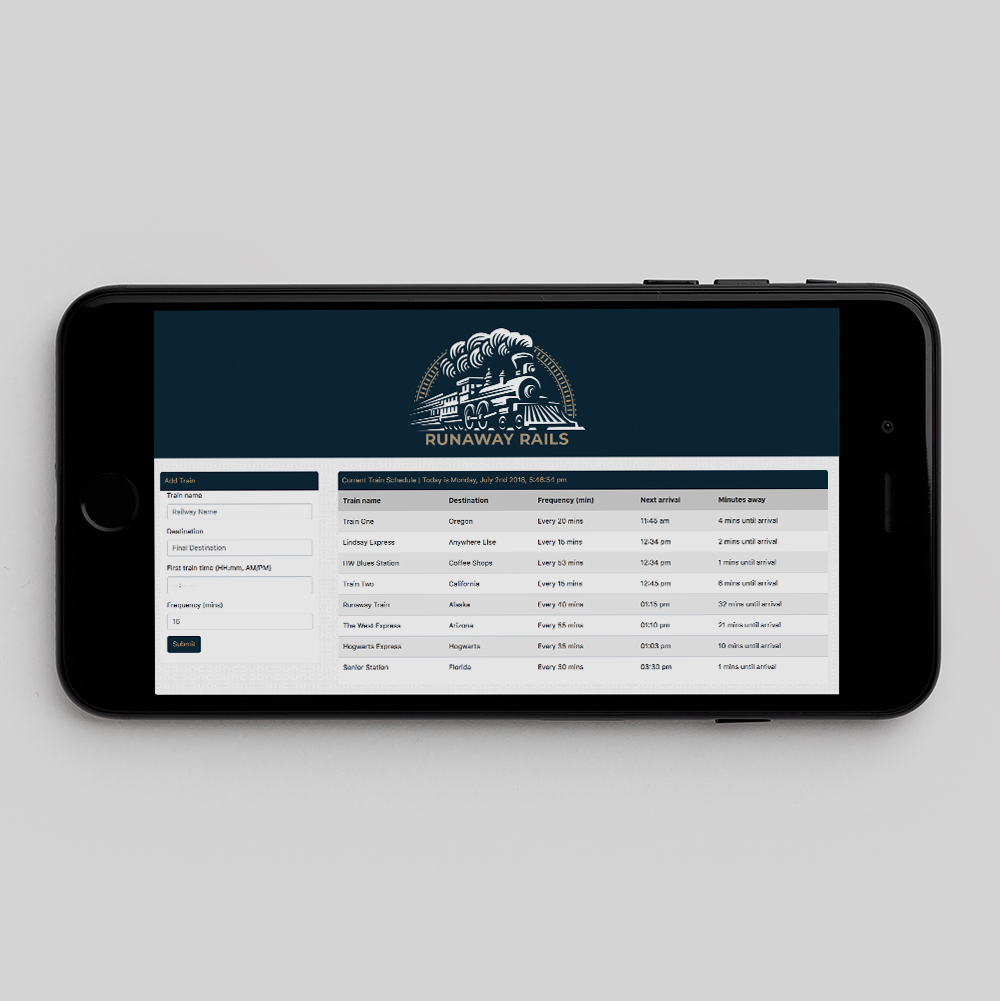 RUNAWAY RAILS
Add Train
Train name
Railway Name
Destination
Final Destination
First train time (HH:mm, AM/PM)
Frequency (mins)
15
Submit
Current Train Schedule | Today is Monday, July 2nd 2018, 5:48:54 pm
Train name Destination Frequency (min) Next arrival Minutes away
Train One Oregon Every 20 mins 11:45 am 4 mins until arrival
Lindsay Express Anywhere Else Every 15 mins 12:34 pm 2 mins until arrival
HW Blues Station Coffee Shops Every 53 mins 12:34 pm 1 mins until arrival
Train Two California Every 15 mins 12:45 pm 6 mins until arrival
Runaway Train Alaska Every 40 mins 01:15 pm 32 mins until arrival
The West Express Arizona Every 55 mins 01:10 pm 21 mins until arrival
Hogwarts Express Hogwarts Every 35 mins 01:03 pm 10 mins until arrival
Senior Station Florida Every 30 mins 03:30 pm 1 mins until arrival